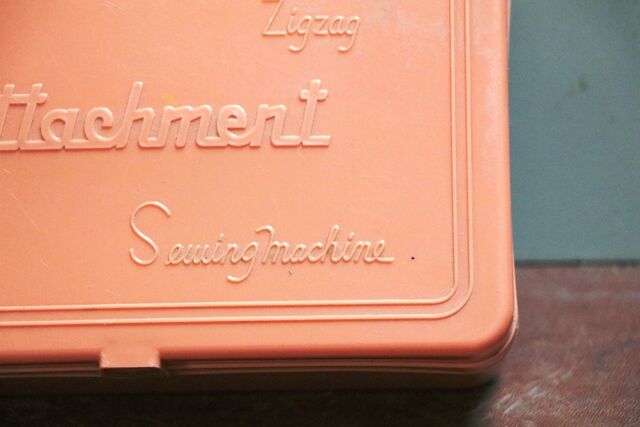 Zigzag
ttachment
Sewing machine